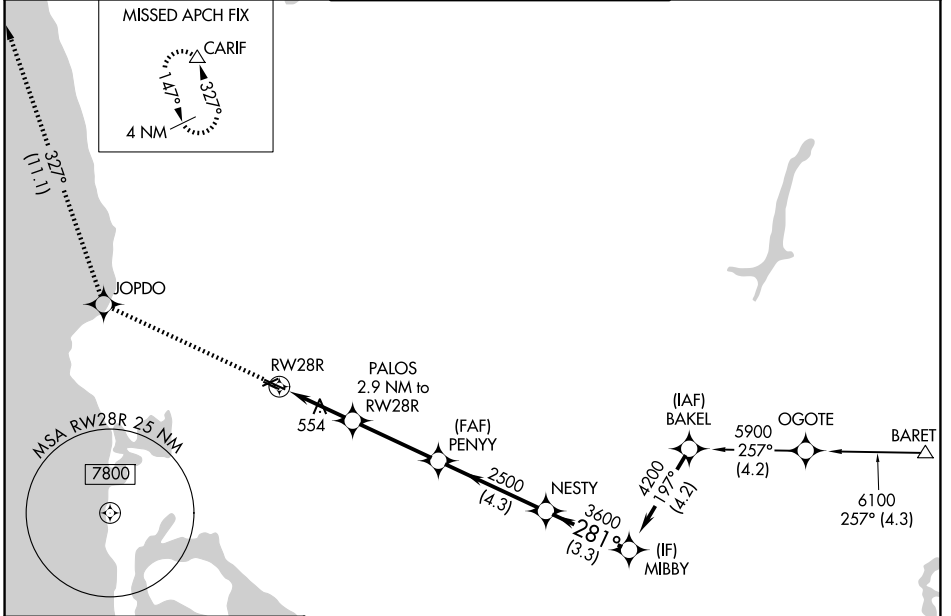 MISSED APCH FIX
CARIF
147°
327°
4 NM
327°
(11.1)
JOPDO
RW28R
PALOS
2.9 NM to
RW28R
554
(FAF)
PENYY
2500
(4.3)
NESTY
3600
281°
(3.3)
(IF)
MIBBY
4200
197°
(4.2)
(IAF)
BAKEL
5900
257°
(4.2)
OGOTE
BARET
6100
257° (4.3)
MSA RW28R 25 NM
7800